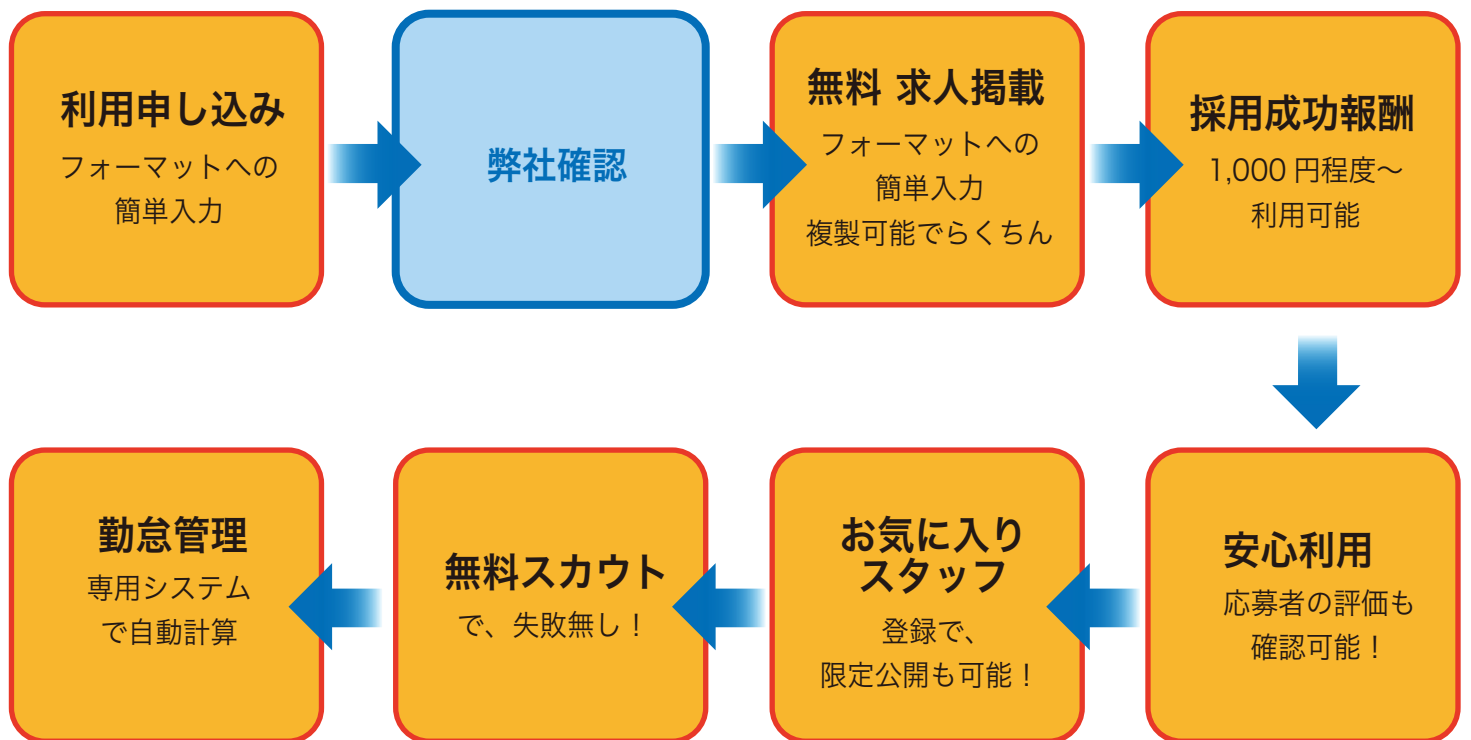 利用申し込み
フォーマットへの
簡単入力
弊社確認
無料 求人掲載
フォーマットへの
簡単入力
複製可能でらくちん
採用成功報酬
1,000 円程度〜
利用可能
安心利用
応募者の評価も
確認可能！
お気に入り
スタッフ
登録で、
限定公開も可能！
無料スカウト
で、失敗無し！
勤怠管理
専用システム
で自動計算